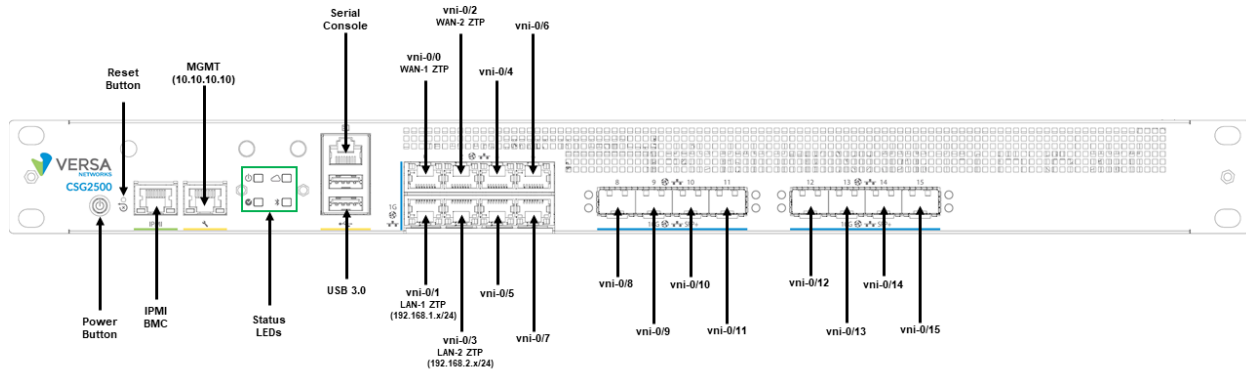 Serial
Console
vni-0/2
WAN-2 ZTP
vni-0/6
vni-0/0
WAN-1 ZTP
vni-0/4
Reset
Button
MGMT
(10.10.10.10)
VERSA
NETWORKS
CSG2500
IPMI
1G
8 9 10 11
12 13 14 15
10G SFP+
10G SFP+
vni-0/1
LAN-1 ZTP
(192.168.1.x/24)
vni-0/3
LAN-2 ZTP
(192.168.2.x/24)
vni-0/5
vni-0/7
vni-0/8
vni-0/9
vni-0/10
vni-0/11
vni-0/12
vni-0/13
vni-0/14
vni-0/15
USB 3.0
Power
Button
IPMI
BMC
Status
LEDs